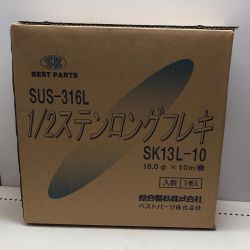 SK
BEST PARTS
SUS-316L
1/2ステンロングフレキ
SK13L-10
16.0φ×10m巻
入数 1巻入
ベストパーツ株式会社